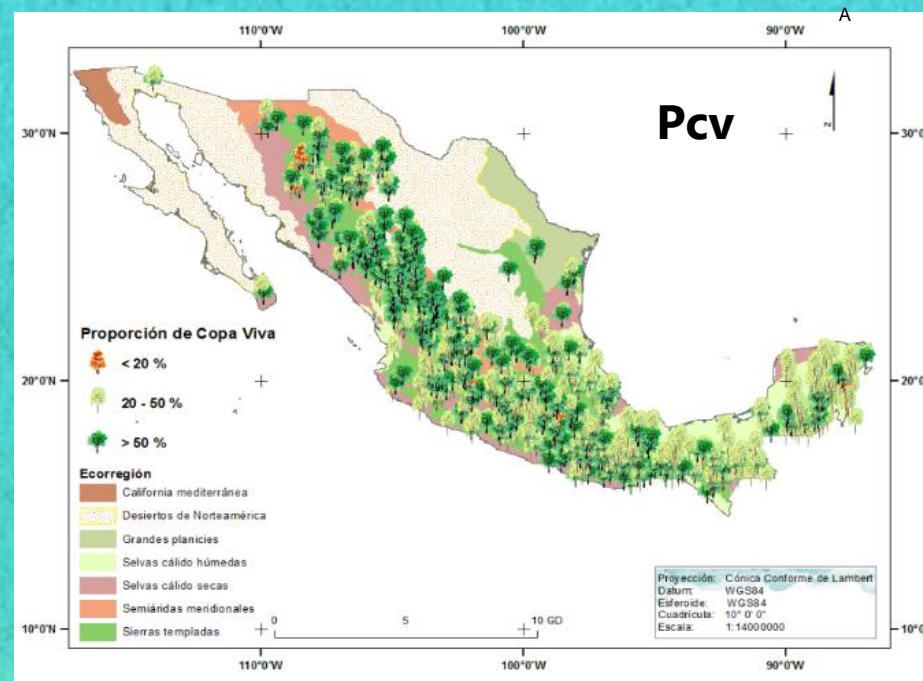 A
110°0'W 100°0'W 90°0'W
Pcv
N
30°0'N
20°0'N 20°0'N
10°0'N 10°0'
Proporción de Copa Viva
< 20 %
20 - 50 %
> 50 %
Ecorregión
California mediterránea
Desiertos de Norteamérica
Grandes planicies
Selvas cálido húmedas
Selvas cálido secas
Semiáridas meridionales
Sierras templadas
0 5 10 GD
Proyección: Cónica Conforme de Lambert
Datum: WGS84
Esferoide: WGS84
Cuadrícula: 10° 0' 0"
Escala: 1:14000000
110°0'W 100°0'W 90°0'W